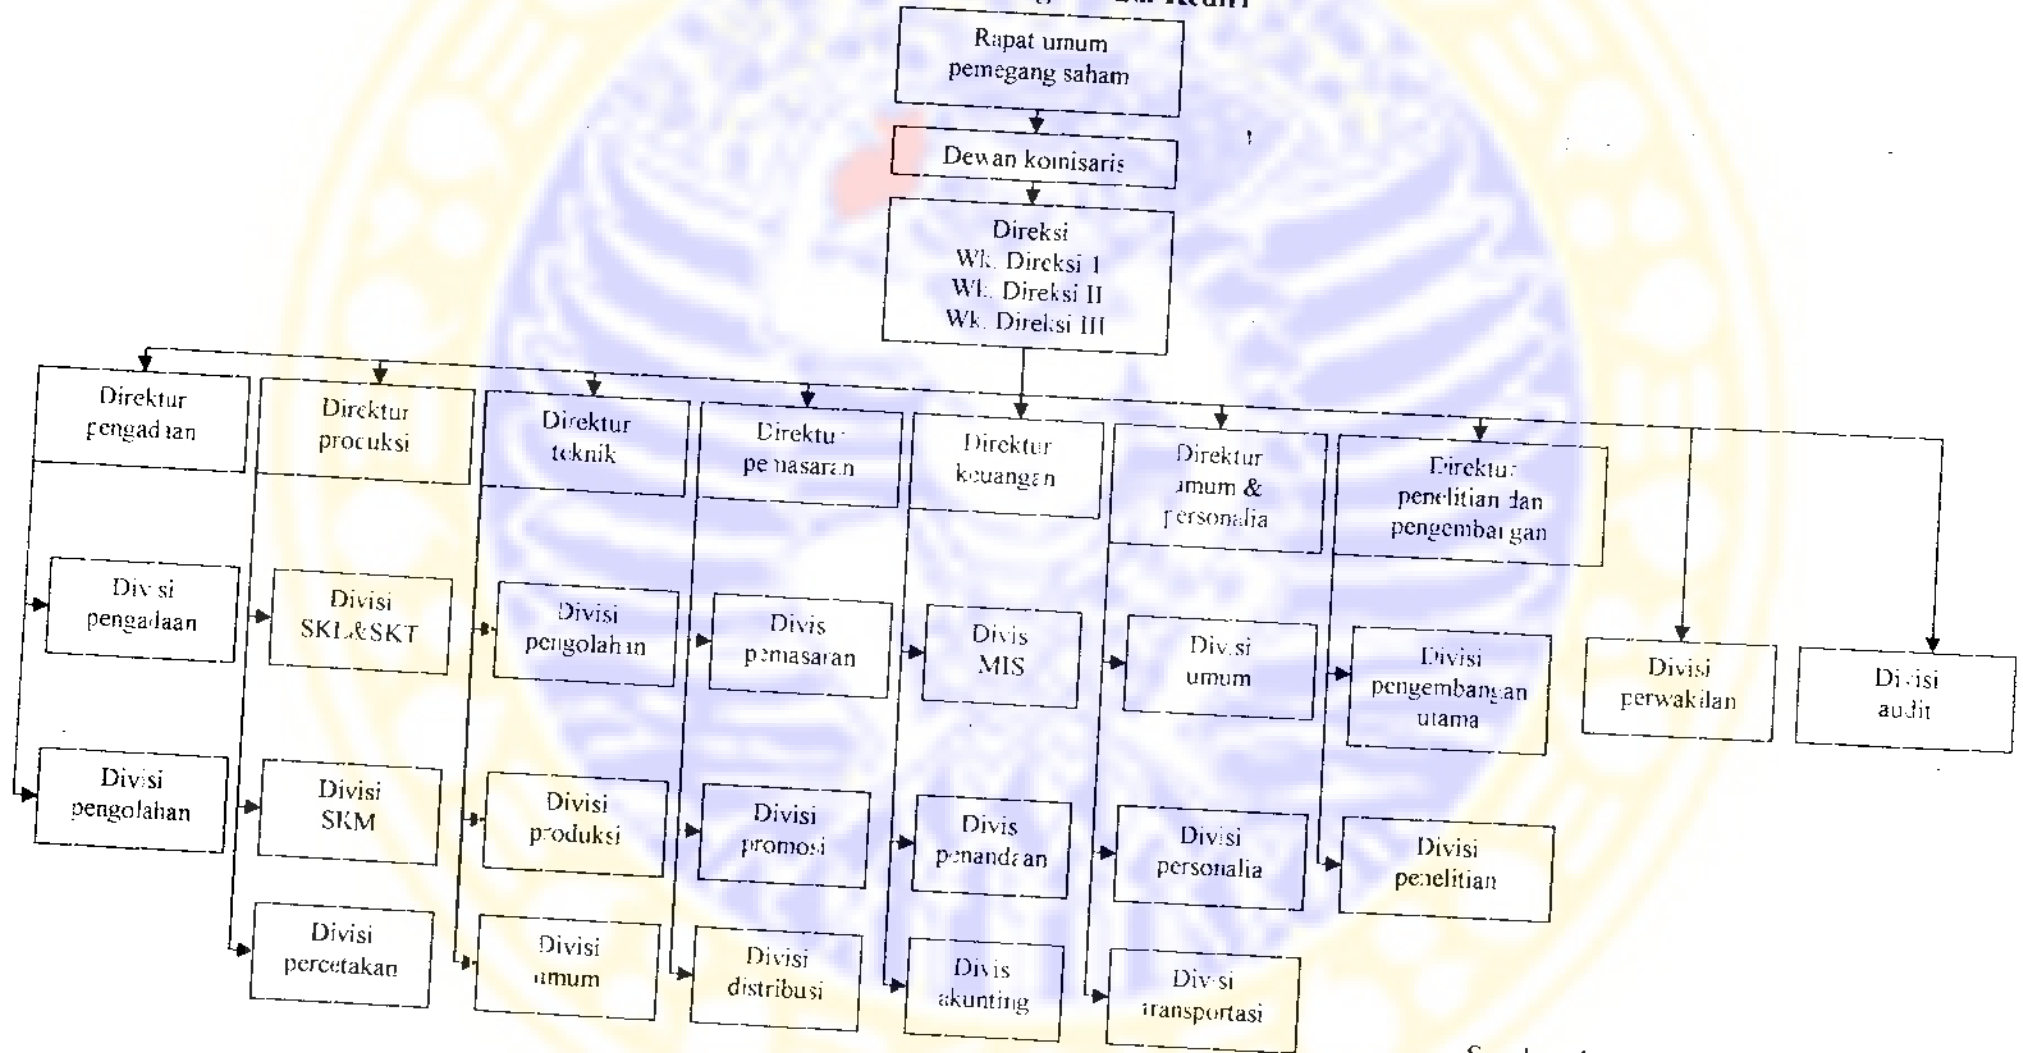 Kediri
Rapat umum
pemegang saham
Dewan komisaris
Direksi
Wk. Direksi I
Wk. Direksi II
Wk. Direksi III
Direktur
pengadaan
Direktur
produksi
Direktur
teknik
Direktur
pemasaran
Direktur
keuangan
Direktur
umum &
personalia
Direktur
penelitian dan
pengembangan
Divisi
pengadaan
Divisi
SKL&SKT
Divisi
pengolahan
Divisi
pemasaran
Divisi
MIS
Divisi
umum
Divisi
pengembangan
utama
Divisi
perwakilan
Divisi
audit
Divisi
pengolahan
Divisi
SKM
Divisi
produksi
Divisi
promosi
Divisi
penandaan
Divisi
personalia
Divisi
penelitian
Divisi
percetakan
Divisi
umum
Divisi
distribusi
Divisi
akunting
Divisi
transportasi